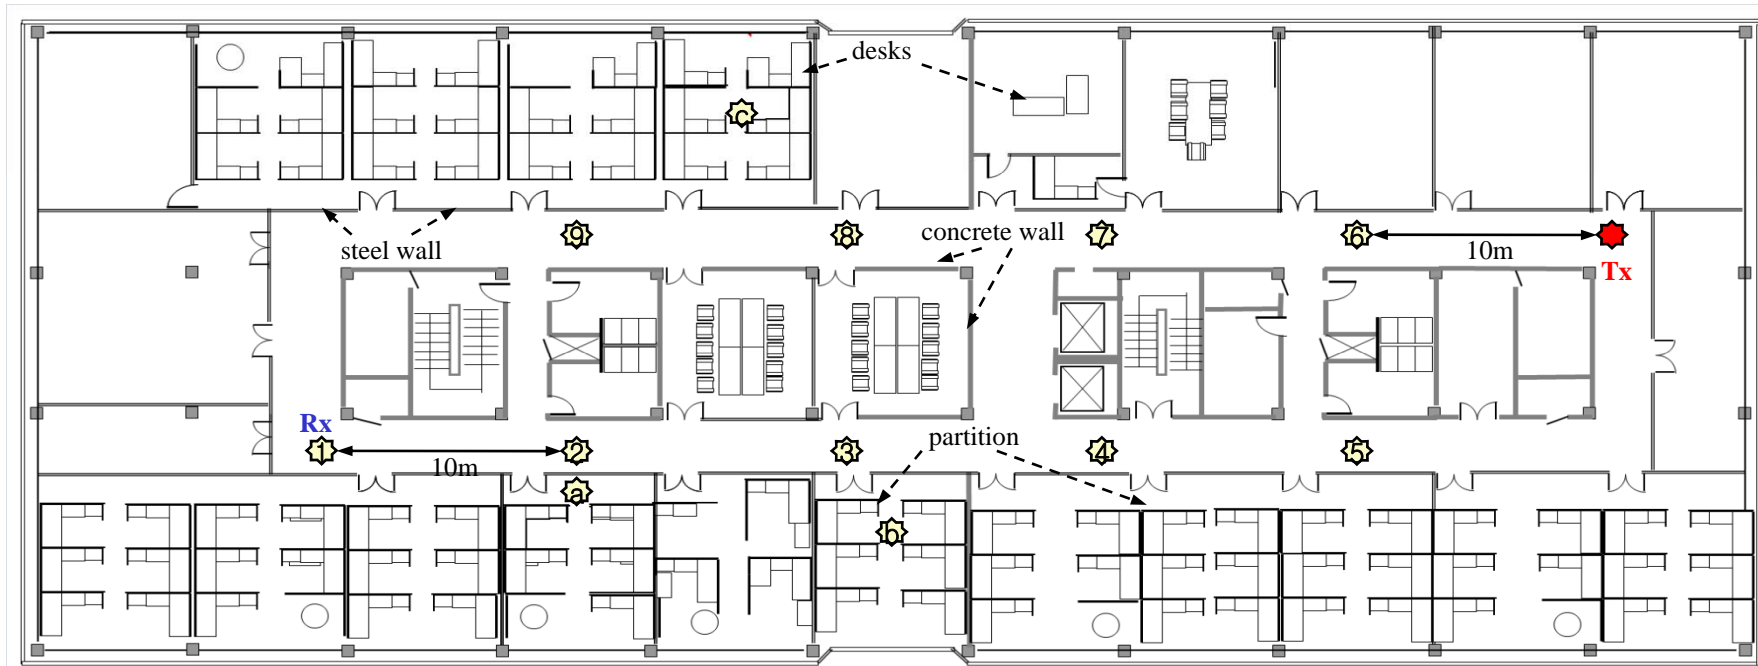 desks
c
steel wall
9
8
concrete wall
7
6
10m
Tx
Rx
1
10m
2
3
partition
4
5
a
b